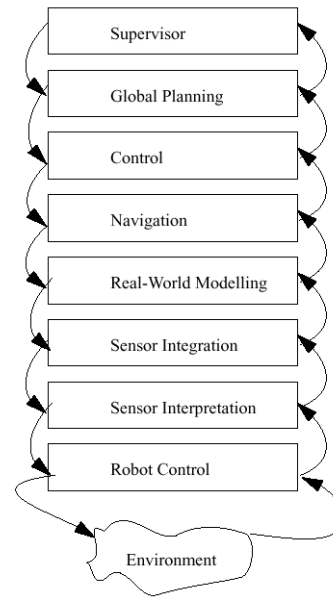 Supervisor
Global Planning
Control
Navigation
Real-World Modelling
Sensor Integration
Sensor Interpretation
Robot Control
Environment